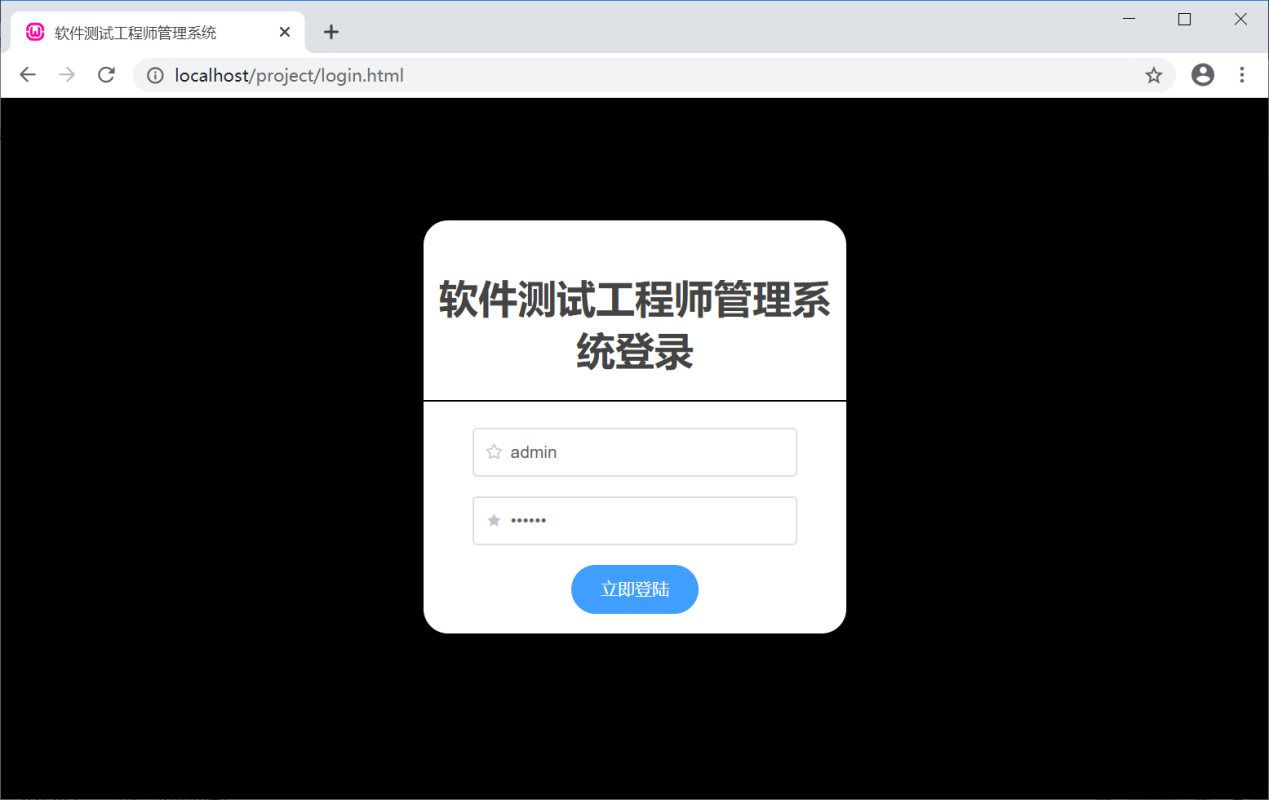 软件测试工程师管理系统
localhost/project/login.html
软件测试工程师管理系
统登录
admin
••••••
立即登陆